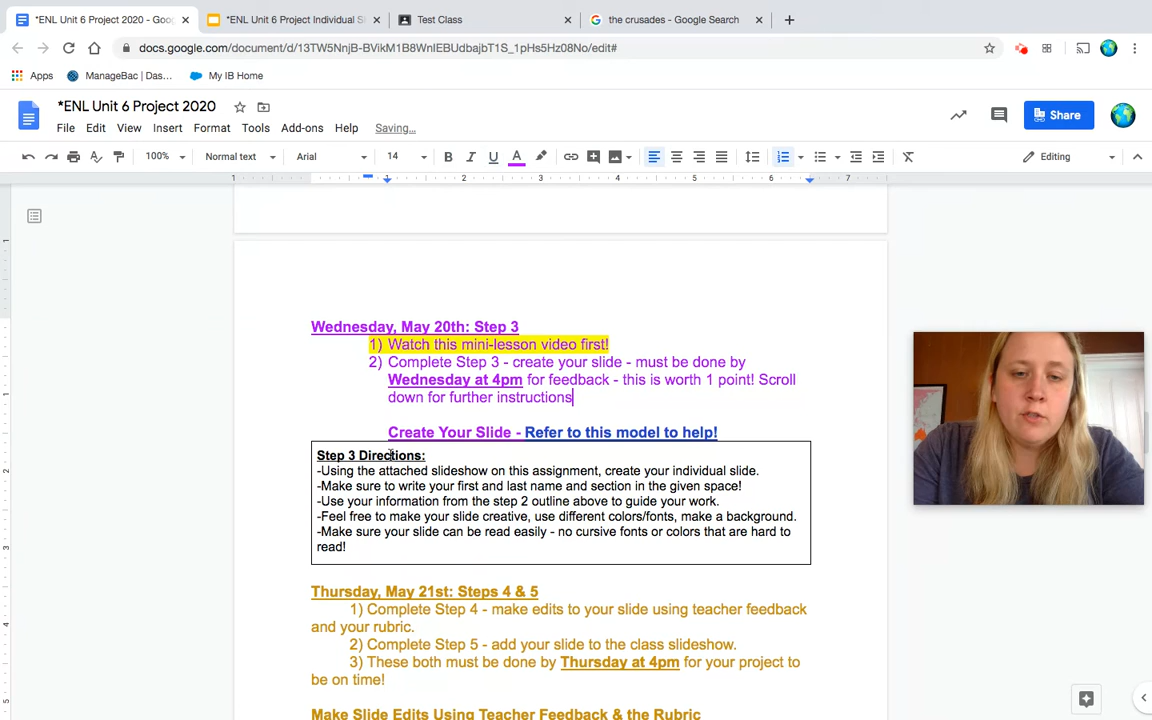 *ENL Unit 6 Project 2020 - Goo
*ENL Unit 6 Project Individual Sl
Test Class
the crusades - Google Search
docs.google.com/document/d/13TW5NnjB-BVikM1B8WnlEBUdbajbT1S_1pHs5Hz08No/edit#
Apps
ManageBac | Das...
My IB Home
*ENL Unit 6 Project 2020
File Edit View Insert Format Tools Add-ons Help Saving...
Share
100% Normal text Arial 14 B I U A Editing
1 1 2 3 4 5 6 7
Wednesday, May 20th: Step 3
1) Watch this mini-lesson video first!
2) Complete Step 3 - create your slide - must be done by
Wednesday at 4pm for feedback - this is worth 1 point! Scroll
down for further instructions
Create Your Slide - Refer to this model to help!
Step 3 Directions:
-Using the attached slideshow on this assignment, create your individual slide.
-Make sure to write your first and last name and section in the given space!
-Use your information from the step 2 outline above to guide your work.
-Feel free to make your slide creative, use different colors/fonts, make a background.
-Make sure your slide can be read easily - no cursive fonts or colors that are hard to
read!
Thursday, May 21st: Steps 4 & 5
1) Complete Step 4 - make edits to your slide using teacher feedback
and your rubric.
2) Complete Step 5 - add your slide to the class slideshow.
3) These both must be done by Thursday at 4pm for your project to
be on time!
Make Slide Edits Using Teacher Feedback & the Rubric